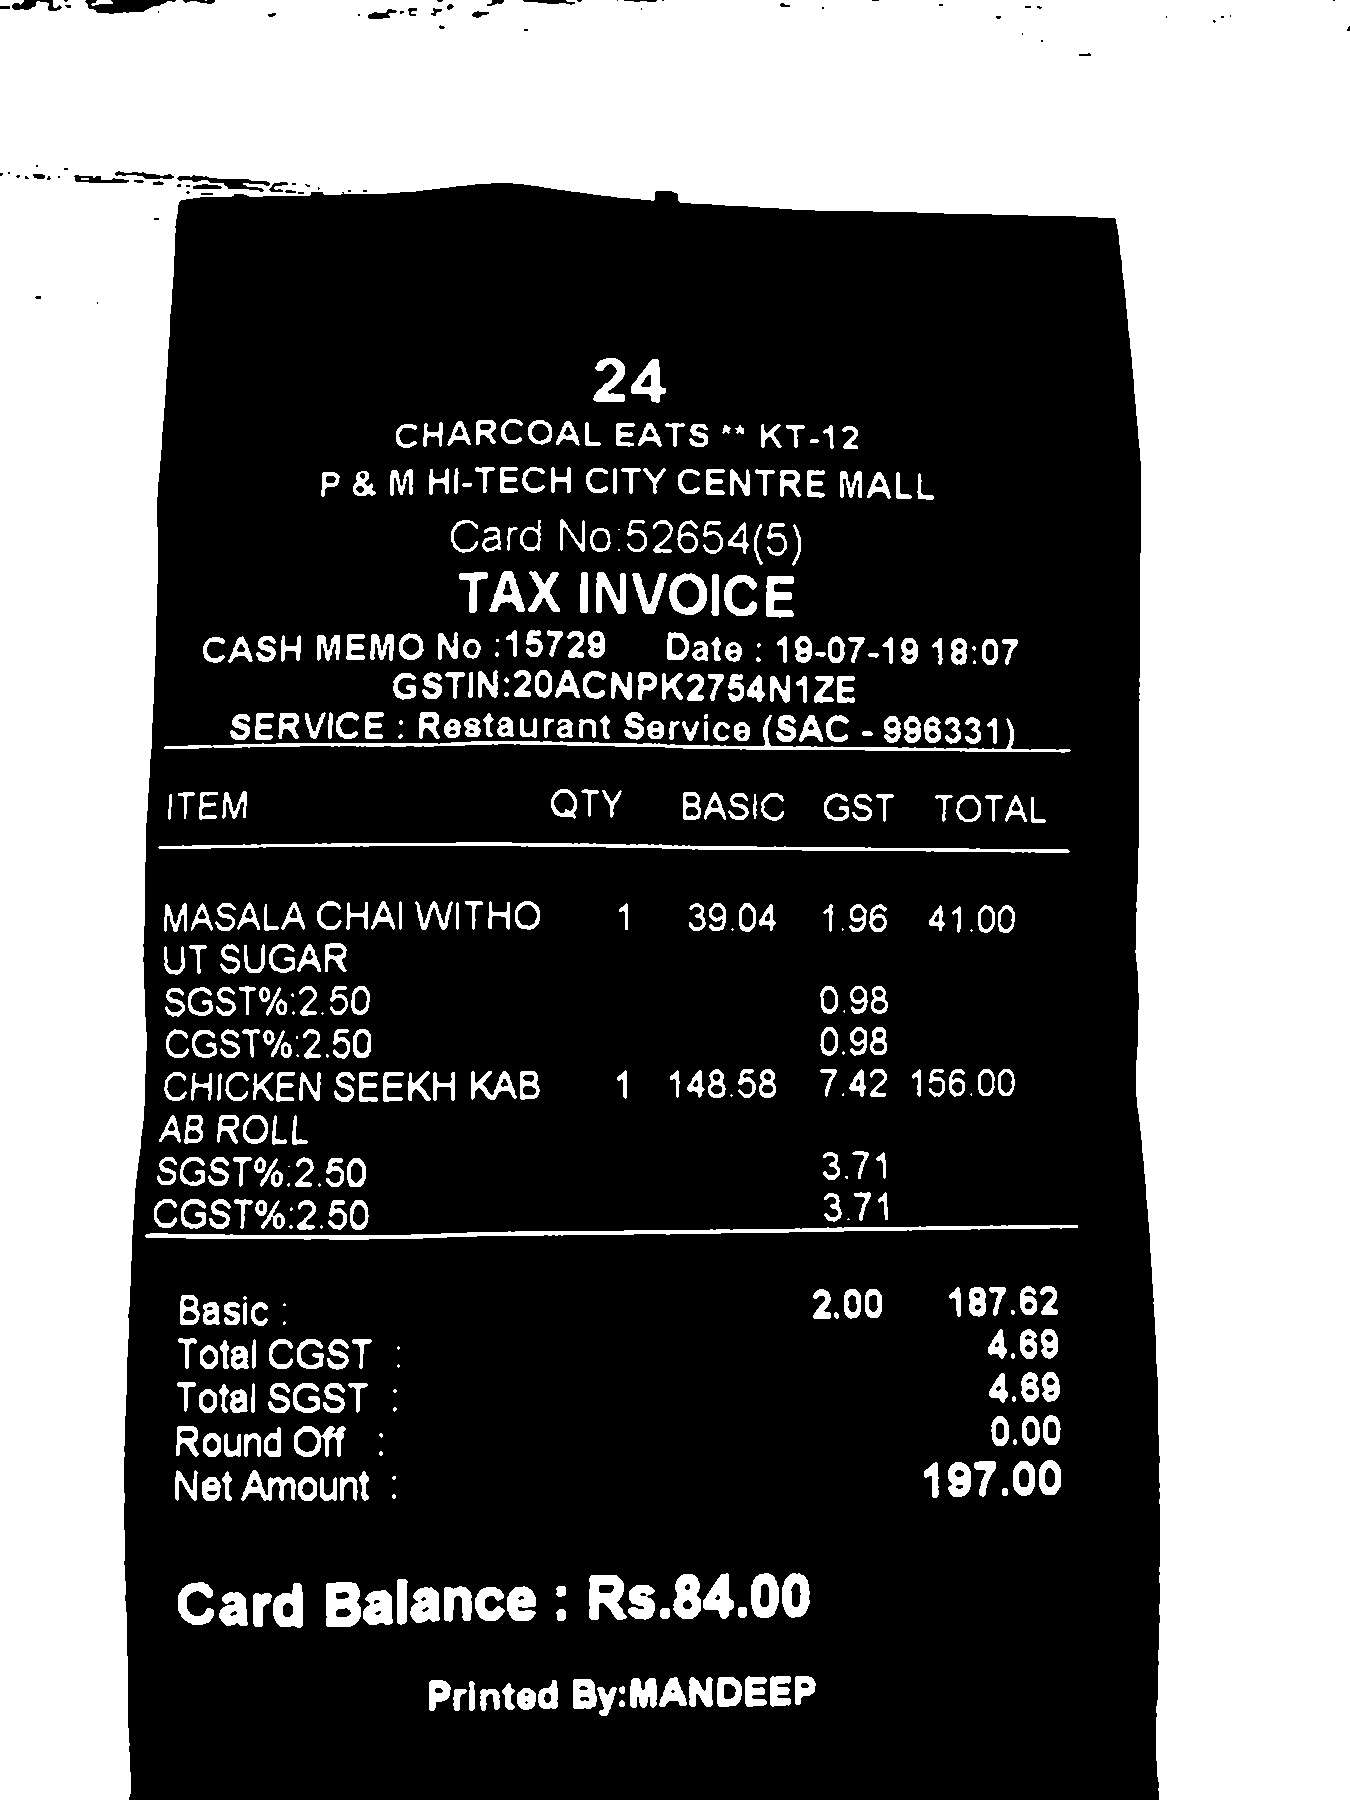 24
CHARCOAL EATS ** KT-12
P & M HI-TECH CITY CENTRE MALL
Card No:52654(5)
TAX INVOICE
CASH MEMO No :15729 Date : 19-07-19 18:07
GSTIN:20ACNPK2754N1ZE
SERVICE : Restaurant Service (SAC - 996331)
ITEM QTY BASIC GST TOTAL
MASALA CHAI WITHO 1 39.04 1.96 41.00
UT SUGAR
SGST%:2.50 0.98
CGST%:2.50 0.98
CHICKEN SEEKH KAB 1 148.58 7.42 156.00
AB ROLL
SGST%:2.50 3.71
CGST%:2.50 3.71
Basic : 2.00 187.62
Total CGST : 4.69
Total SGST : 4.69
Round Off : 0.00
Net Amount : 197.00
Card Balance : Rs.84.00
Printed By:MANDEEP